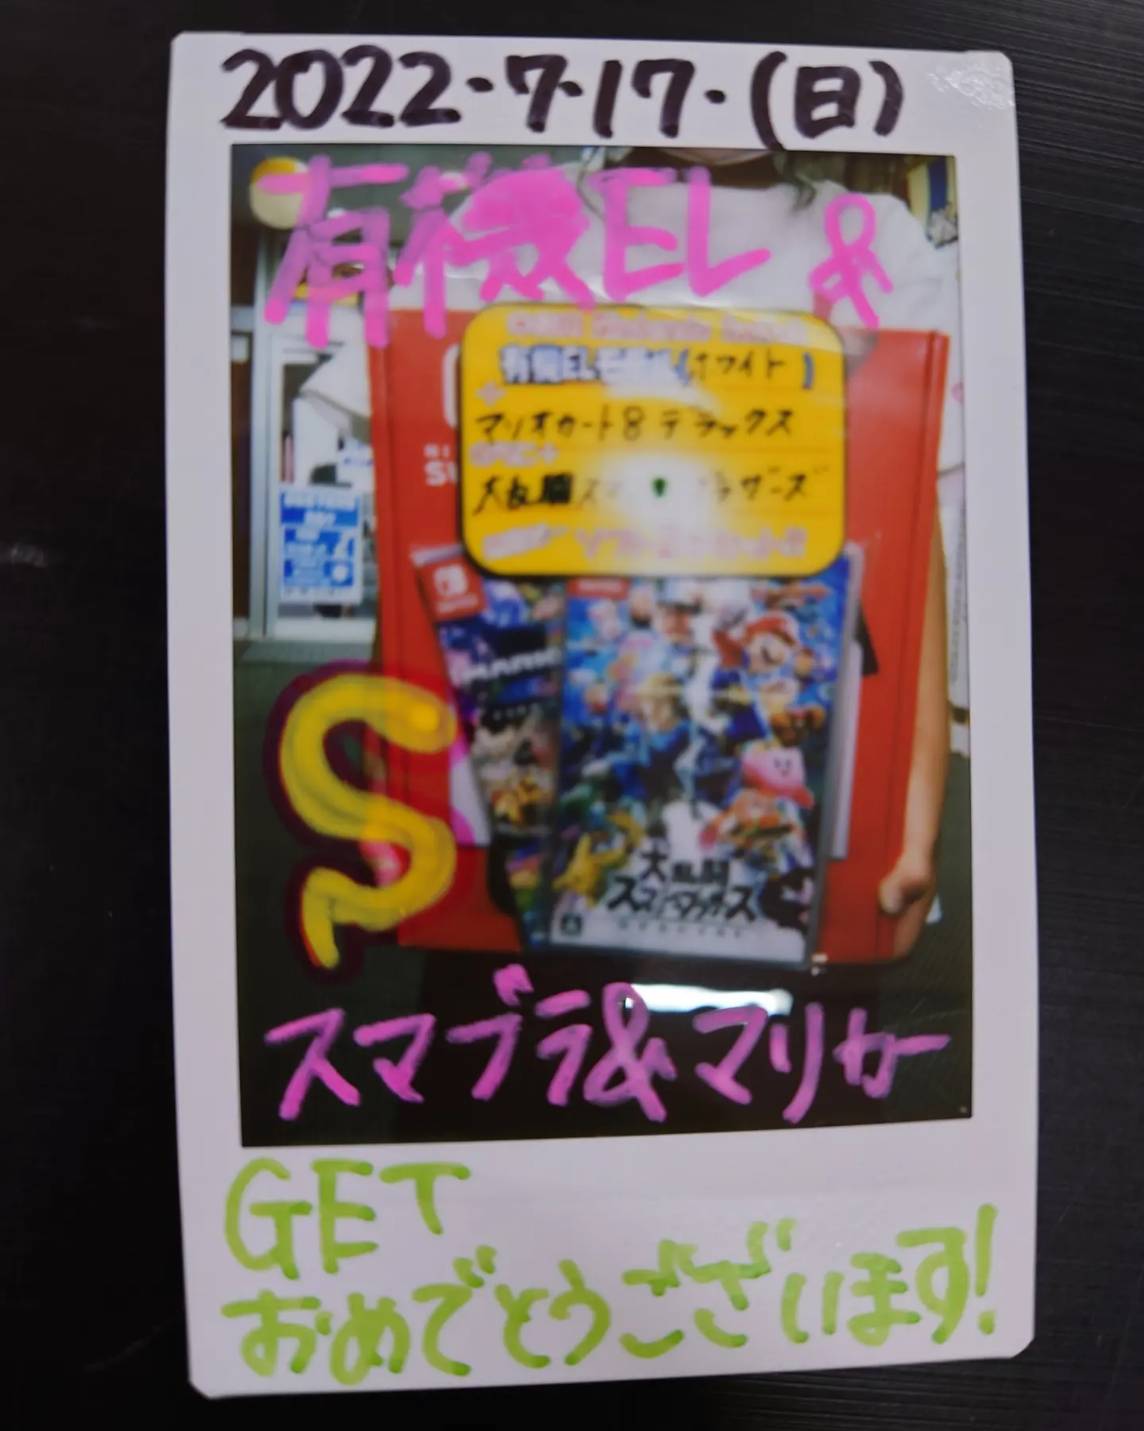 2022・7・17・(日)
有機EL &
有機ELモデル(ホワイト)
+
マリオカート8デラックス
大乱闘スマ ブラザーズ
大乱闘
スマッシュブラザーズ
S
スマブラ&マリカー
GET
おめでとうございます!